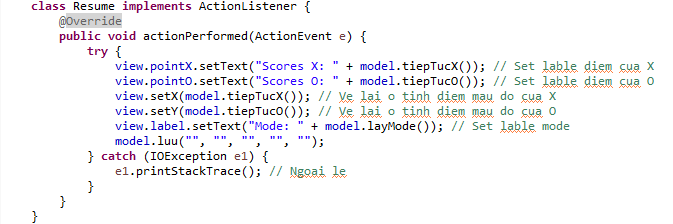 class Resume implements ActionListener {
@Override
public void actionPerformed(ActionEvent e) {
try {
view.pointX.setText("Scores X: " + model.tiepTucX()); // Set lable diem cua X
view.pointO.setText("Scores O: " + model.tiepTucO()); // Set lable diem cua O
view.setX(model.tiepTucX()); // Ve lai o tinh diem mau do cua X
view.setY(model.tiepTucO()); // Ve lai o tinh diem mau do cua O
view.label.setText("Mode: " + model.layMode()); // Set lable mode
model.luu("", "", "", "", "");
} catch (IOException e1) {
e1.printStackTrace(); // Ngoai le
}
}
}